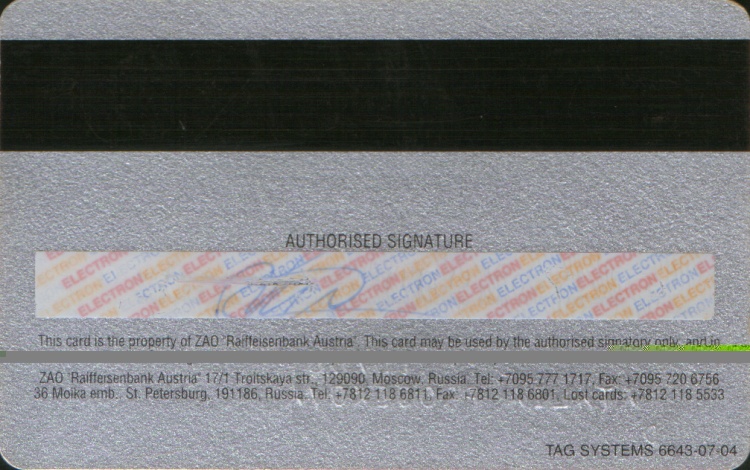 AUTHORISED SIGNATURE
ELECTRON ELECTRON ELECTRON ELECTRON ELECTRON ELECTRON
This card is the property of ZAO "Raiffeisenbank Austria". This card may be used by the authorised signatory only, and in
ZAO "Raiffeisenbank Austria" 17/1 Troitskaya str., 129090, Moscow. Russia. Tel: +7095 777 1717, Fax: +7095 720 6756
36 Moika emb., St. Petersburg, 191186, Russia. Tel: +7812 118 6811, Fax: +7812 118 6801, Lost cards: +7812 118 5533
TAG SYSTEMS 6643-07-04